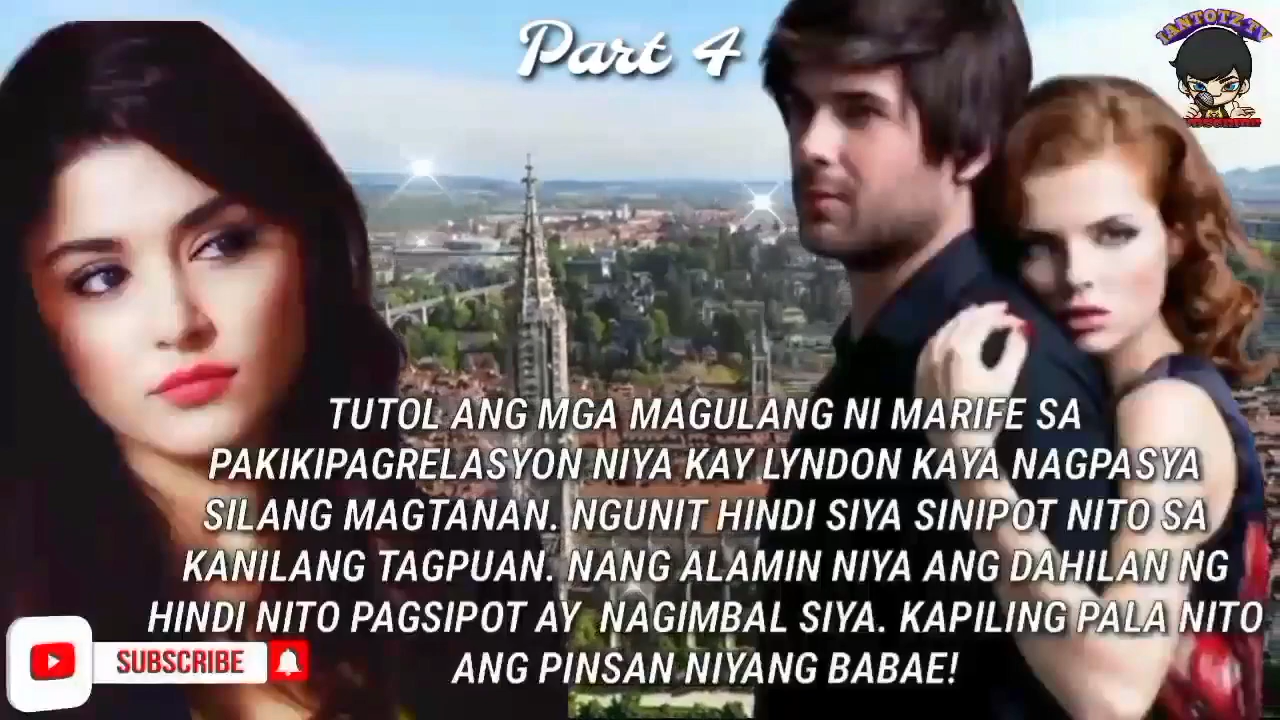 Part 4
IANTOTZ TV
TUTOL ANG MGA MAGULANG NI MARIFE SA
PAKIKIPAGRELASYON NIYA KAY LYNDON KAYA NAGPASYA
SILANG MAGTANAN. NGUNIT HINDI SIYA SINIPOT NITO SA
KANILANG TAGPUAN. NANG ALAMIN NIYA ANG DAHILAN NG
HINDI NITO PAGSIPOT AY NAGIMBAL SIYA. KAPILING PALA NITO
ANG PINSAN NIYANG BABAE!
SUBSCRIBE